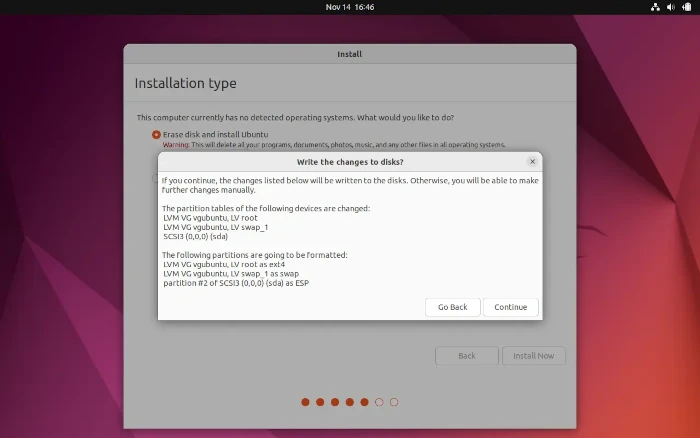 Nov 14 16:46
Install
Installation type
This computer currently has no detected operating systems. What would you like to do?
Erase disk and install Ubuntu
Warning: This will delete all your programs, documents, photos, music, and any other files in all operating systems.
Write the changes to disks?
If you continue, the changes listed below will be written to the disks. Otherwise, you will be able to make
further changes manually.
The partition tables of the following devices are changed:
LVM VG vgubuntu, LV root
LVM VG vgubuntu, LV swap_1
SCSI3 (0,0,0) (sda)
The following partitions are going to be formatted:
LVM VG vgubuntu, LV root as ext4
LVM VG vgubuntu, LV swap_1 as swap
partition #2 of SCSI3 (0,0,0) (sda) as ESP
Go Back
Continue
Back
Install Now